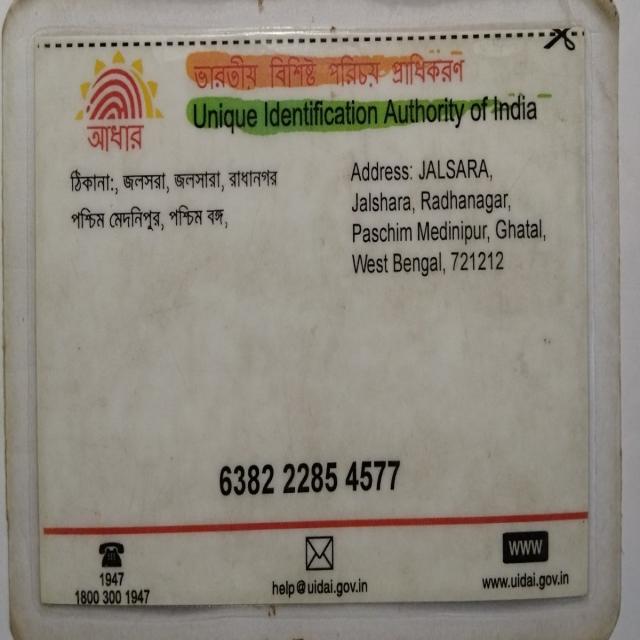 ভারতীয় বিশিষ্ট পরিচয় প্রাধিকরণ
Unique Identification Authority of India
আধার
ঠিকানা:, জলসরা, জলসারা, রাধানগর
পশ্চিম মেদনিপুর, পশ্চিম বঙ্গ,
Address: JALSARA,
Jalshara, Radhanagar,
Paschim Medinipur, Ghatal,
West Bengal, 721212
6382 2285 4577
1947
1800 300 1947
help@uidai.gov.in
WWW
www.uidai.gov.in